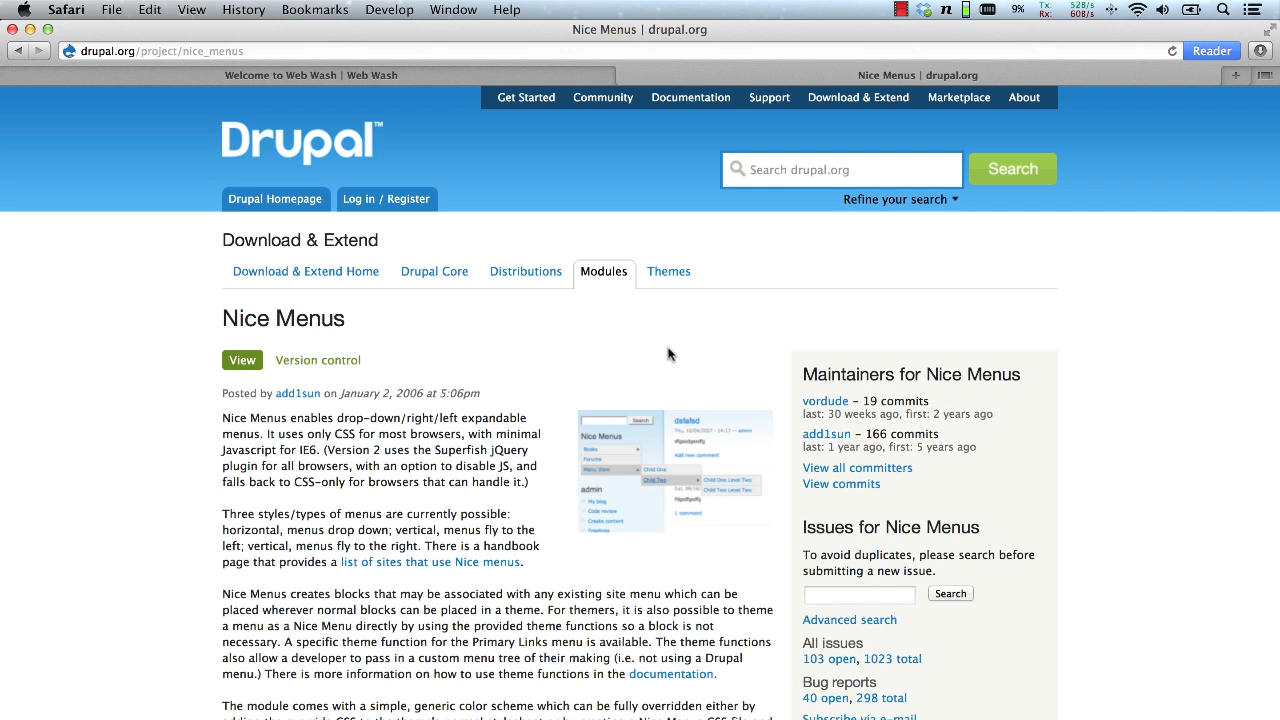 Safari File Edit View History Bookmarks Develop Window Help
9% Tx: 528/s
Rx: 608/s
Nice Menus | drupal.org
drupal.org/project/nice_menus
Reader
Welcome to Web Wash | Web Wash
Nice Menus | drupal.org
Get Started Community Documentation Support Download & Extend Marketplace About
Drupal™
Search drupal.org
Search
Refine your search
Drupal Homepage
Log in / Register
Download & Extend
Download & Extend Home Drupal Core Distributions Modules Themes
Nice Menus
View Version control
Posted by add1sun on January 2, 2006 at 5:06pm
Nice Menus enables drop-down/right/left expandable
menus. It uses only CSS for most browsers, with minimal
Javascript for IE6. (Version 2 uses the Superfish jQuery
plugin for all browsers, with an option to disable JS, and
falls back to CSS-only for browsers that can handle it.)
Three styles/types of menus are currently possible:
horizontal, menus drop down; vertical, menus fly to the
left; vertical, menus fly to the right. There is a handbook
page that provides a list of sites that use Nice menus.
Search
Nice Menus
Books
Forums
Menu Item
Child One
Child Two
Child One Level Two
Child Two Level Two
admin
My blog
Code review
Create content
dsfafsd
Add new comment
1 comment
Nice Menus creates blocks that may be associated with any existing site menu which can be
placed wherever normal blocks can be placed in a theme. For themers, it is also possible to theme
a menu as a Nice Menu directly by using the provided theme functions so a block is not
necessary. A specific theme function for the Primary Links menu is available. The theme functions
also allow a developer to pass in a custom menu tree of their making (i.e. not using a Drupal
menu.) There is more information on how to use theme functions in the documentation.
The module comes with a simple, generic color scheme which can be fully overridden either by
Maintainers for Nice Menus
vordude – 19 commits
last: 30 weeks ago, first: 2 years ago
add1sun – 166 commits
last: 1 year ago, first: 5 years ago
View all committers
View commits
Issues for Nice Menus
To avoid duplicates, please search before
submitting a new issue.
Search
Advanced search
All issues
103 open, 1023 total
Bug reports
40 open, 298 total
Subscribe via e-mail